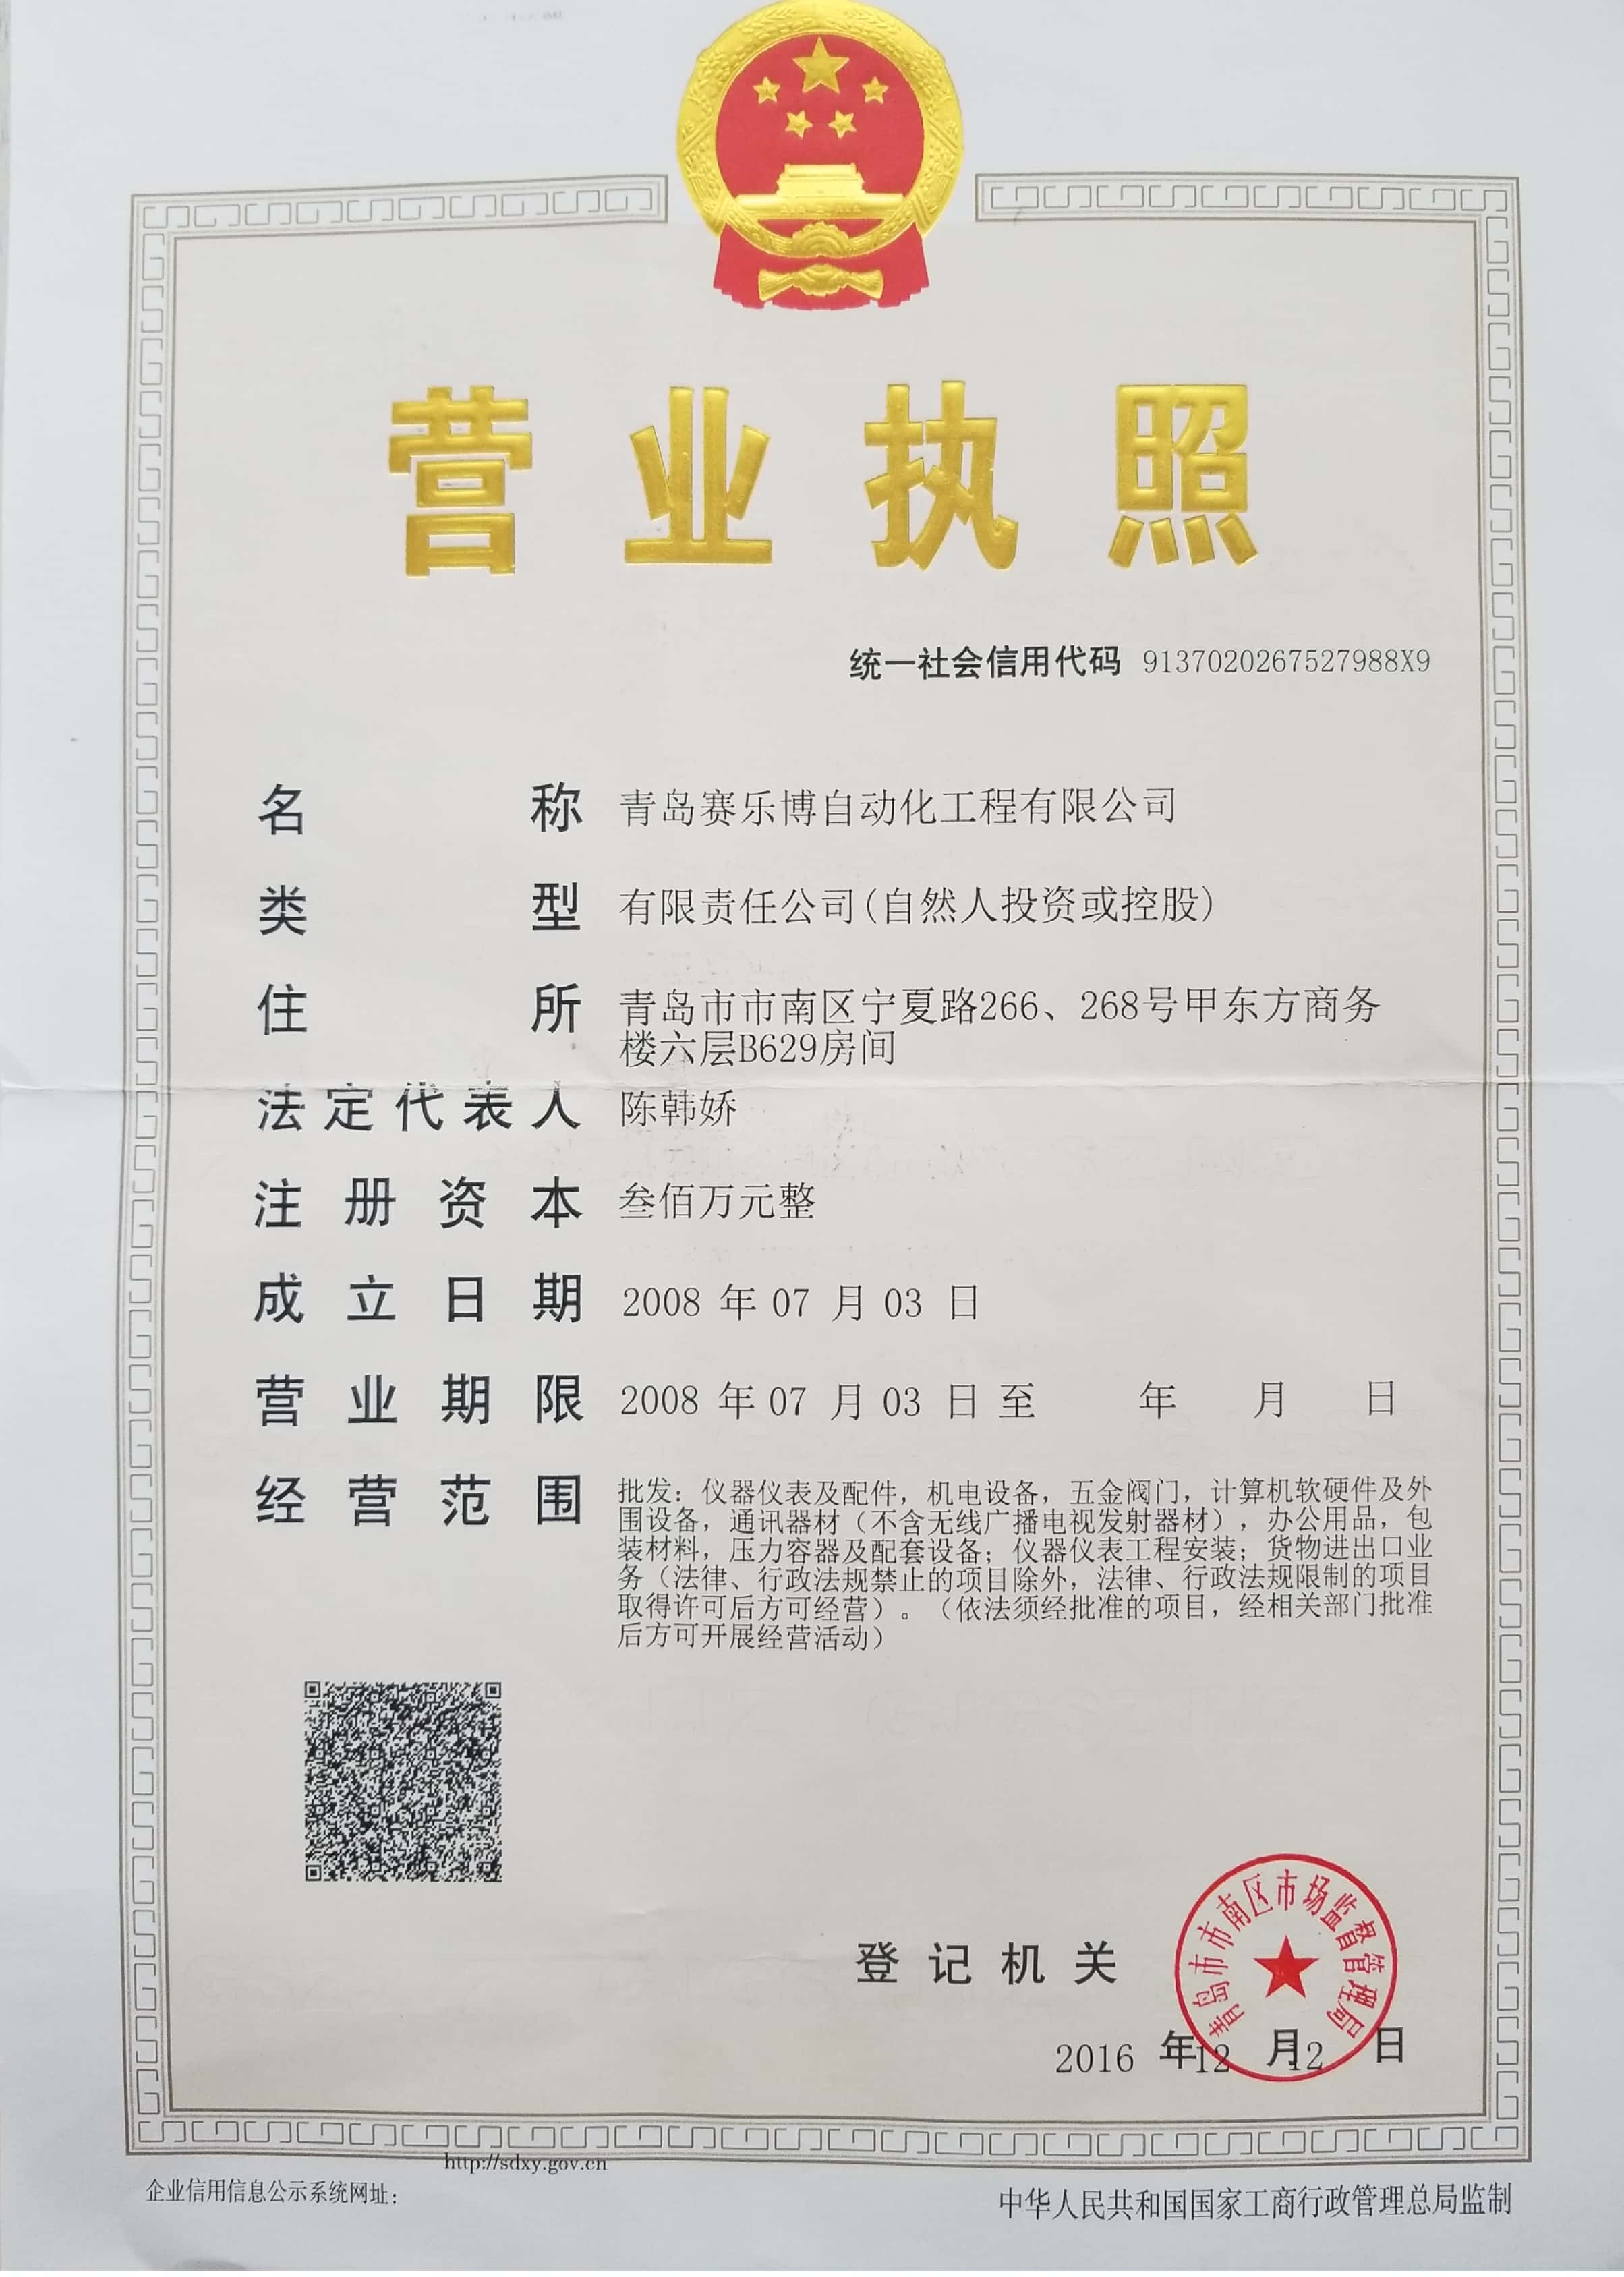 营业执照
统一社会信用代码 9137020267527988X9
名称 青岛赛乐博自动化工程有限公司
类型 有限责任公司(自然人投资或控股)
住所 青岛市市南区宁夏路266、268号甲东方商务
楼六层B629房间
法定代表人 陈韩娇
注册资本 叁佰万元整
成立日期 2008 年 07 月 03 日
营业期限 2008 年 07 月 03 日 至 年 月 日
经营范围 批发：仪器仪表及配件，机电设备，五金阀门，计算机软硬件及外
围设备，通讯器材（不含无线广播电视发射器材），办公用品，包
装材料，压力容器及配套设备；仪器仪表工程安装；货物进出口业
务（法律、行政法规禁止的项目除外，法律、行政法规限制的项目
取得许可后方可经营）。（依法须经批准的项目，经相关部门批准
后方可开展经营活动）
登记机关
青岛市市南区市场监督管理局
2016 年 12 月 12 日
http://sdxy.gov.cn
企业信用信息公示系统网址：
中华人民共和国国家工商行政管理总局监制